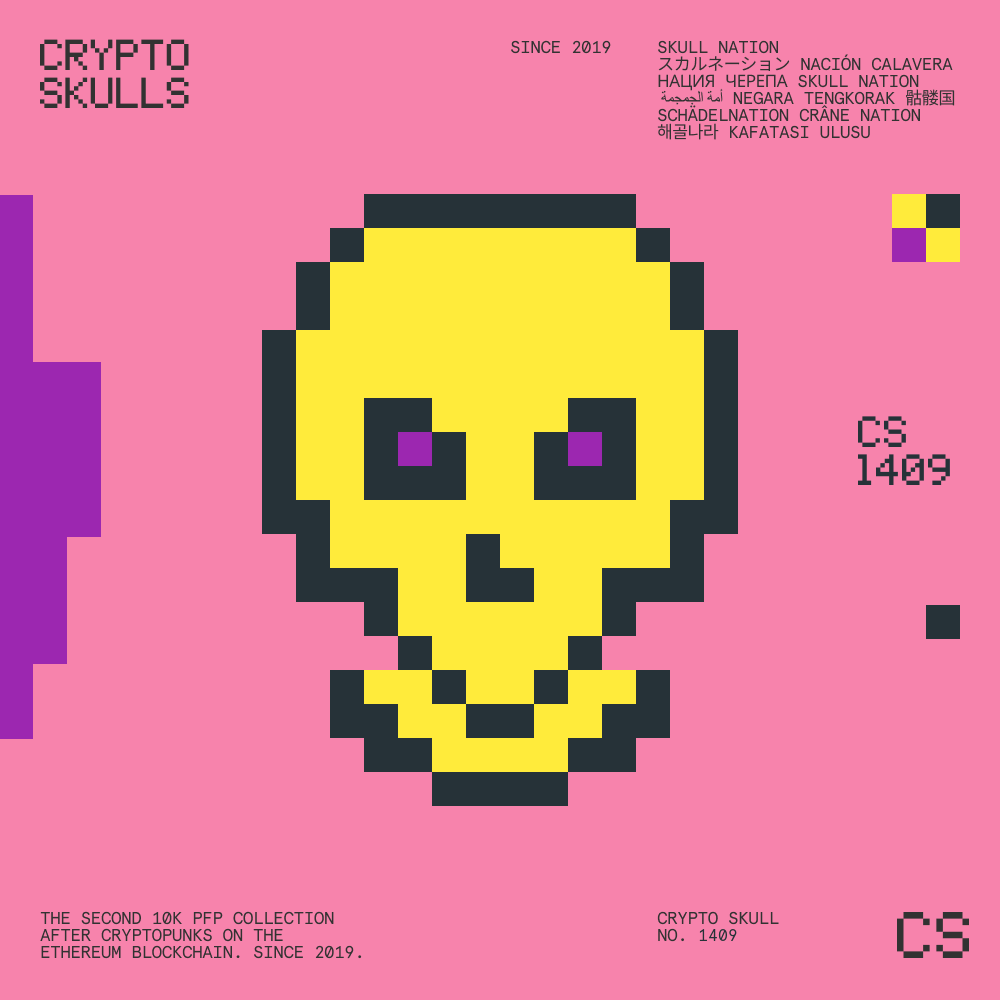 CRYPTO
SKULLS
SINCE 2019
SKULL NATION
スカルネーション NACIÓN CALAVERA
НАЦИЯ ЧЕРЕПА SKULL NATION
أمة الجمجمة NEGARA TENGKORAK 骷髅国
SCHÄDELNATION CRÂNE NATION
해골나라 KAFATASI ULUSU
CS
1409
THE SECOND 10K PFP COLLECTION
AFTER CRYPTOPUNKS ON THE
ETHEREUM BLOCKCHAIN. SINCE 2019.
CRYPTO SKULL
NO. 1409
CS